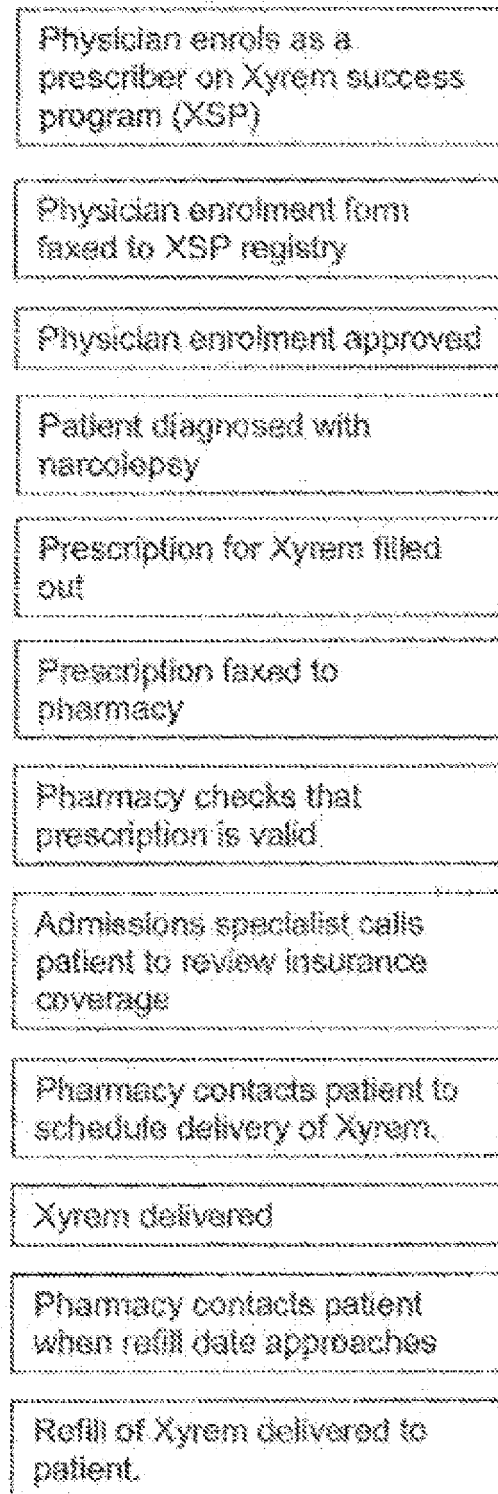 Physician enrols as a
prescriber on Xyrem success
program (XSP)
Physician enrolment form
faxed to XSP registry
Physician enrolment approved
Patient diagnosed with
narcolepsy
Prescription for Xyrem filled
out
Prescription faxed to
pharmacy
Pharmacy checks that
prescription is valid
Admissions specialist calls
patient to review insurance
coverage
Pharmacy contacts patient to
schedule delivery of Xyrem.
Xyrem delivered
Pharmacy contacts patient
when refill date approaches
Refill of Xyrem delivered to
patient.